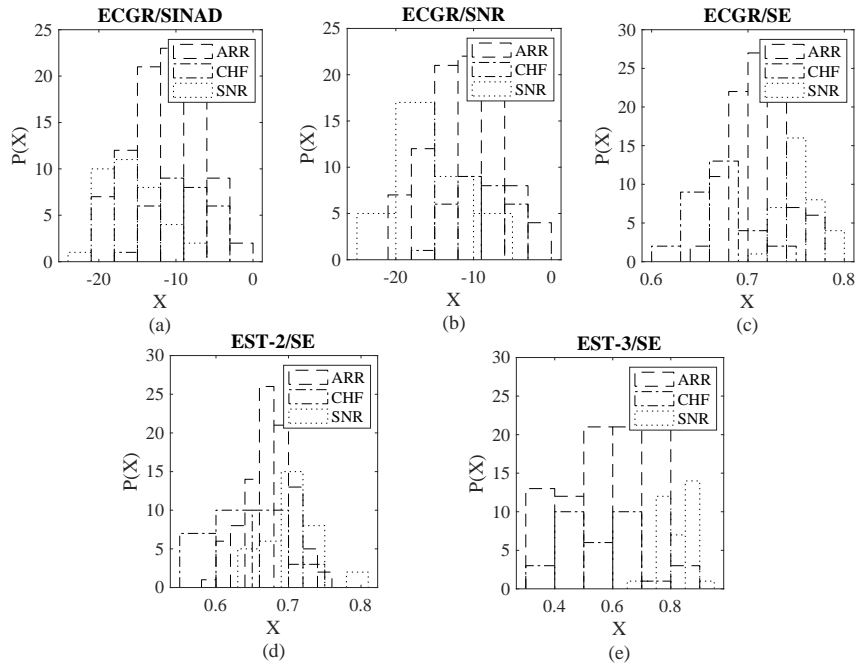 ECGR/SINAD
25
20
15
10
5
0
-20
-10
0
P(X)
X
ARR
CHF
SNR
(a)
ECGR/SNR
25
20
15
10
5
0
-20
-10
0
P(X)
X
ARR
CHF
SNR
(b)
ECGR/SE
30
25
20
15
10
5
0
0.6
0.7
0.8
P(X)
X
ARR
CHF
SNR
(c)
EST-2/SE
30
25
20
15
10
5
0
0.6
0.7
0.8
P(X)
X
ARR
CHF
SNR
(d)
EST-3/SE
30
25
20
15
10
5
0
0.4
0.6
0.8
P(X)
X
ARR
CHF
SNR
(e)